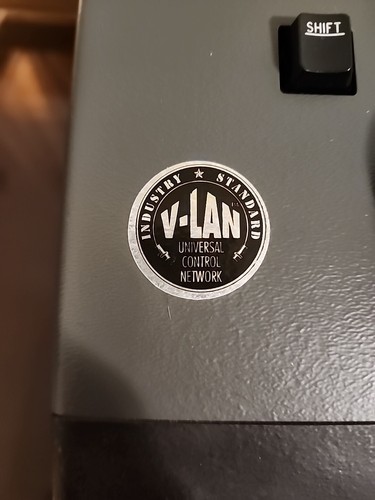 SHIFT
INDUSTRY ★ STANDARD
V-LAN
UNIVERSAL
CONTROL
NETWORK